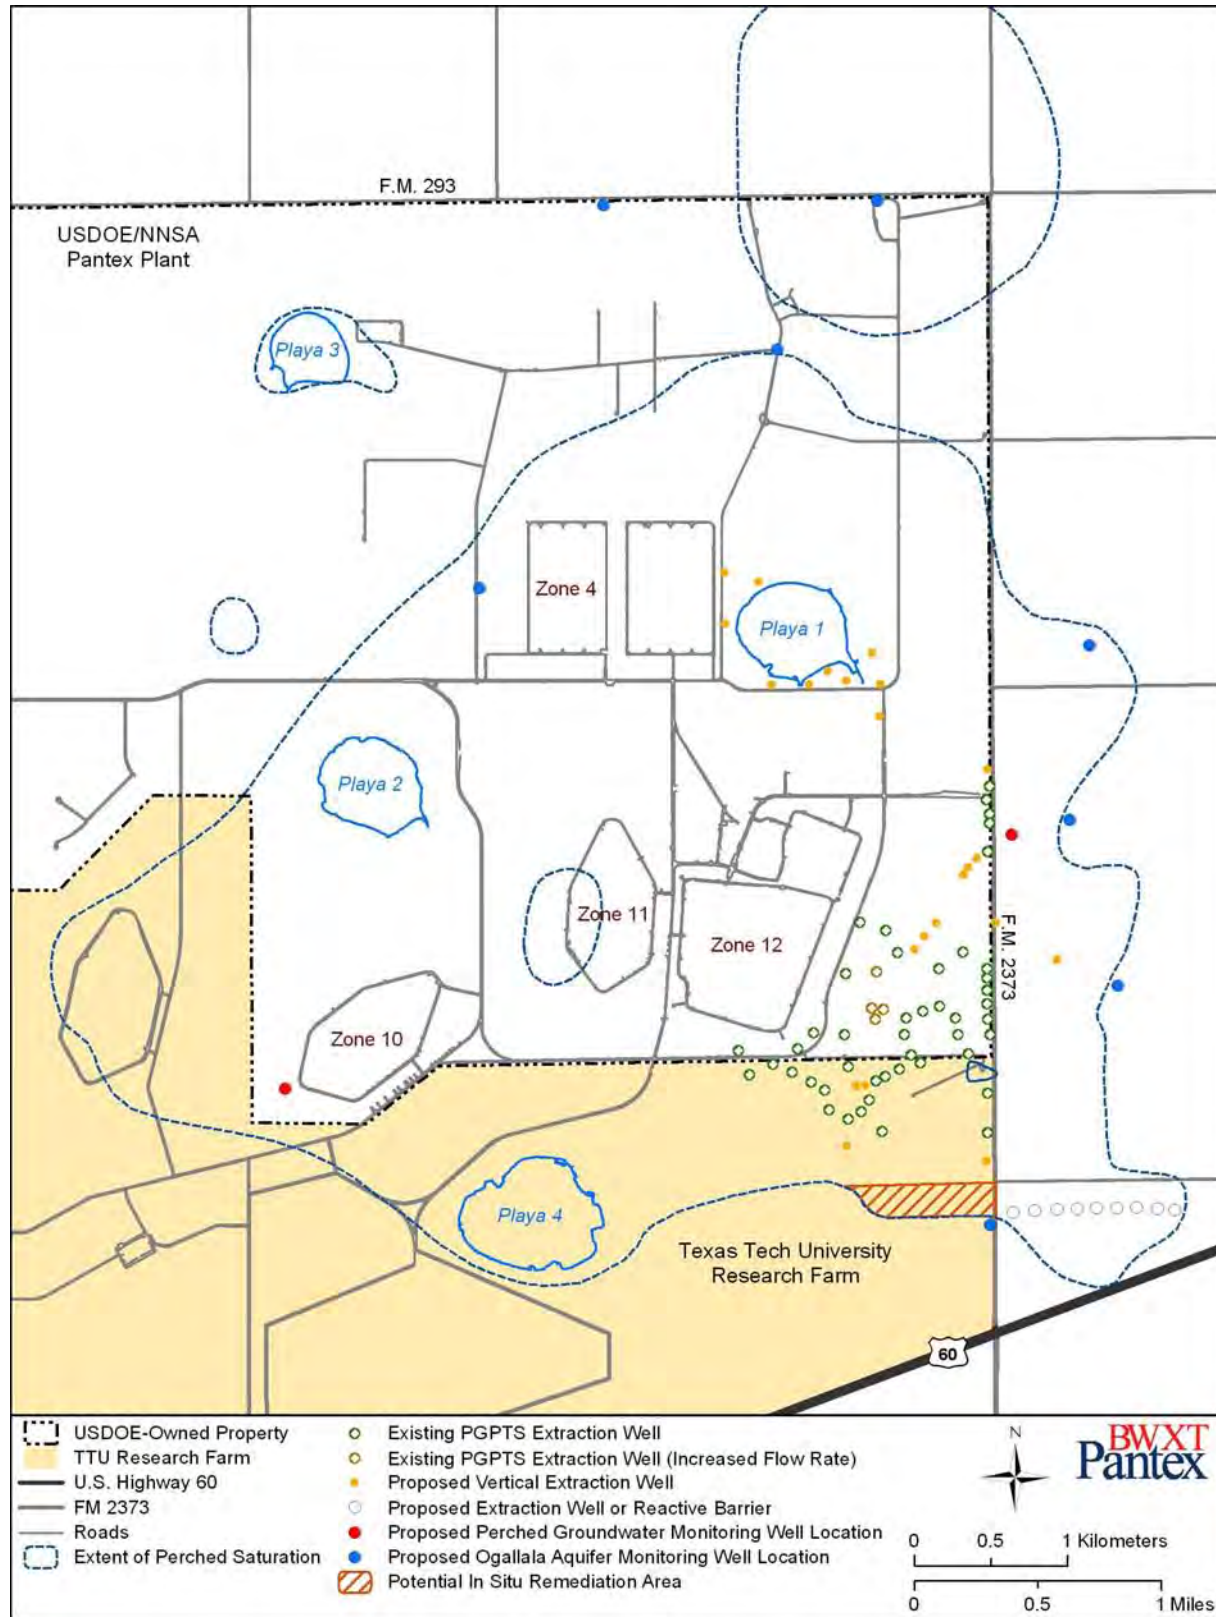 F.M. 293
USDOE/NNSA
Pantex Plant
Playa 3
Zone 4
Playa 1
Playa 2
Zone 11
Zone 12
F.M. 2373
Zone 10
Playa 4
Texas Tech University
Research Farm
60
USDOE-Owned Property
TTU Research Farm
U.S. Highway 60
FM 2373
Roads
Extent of Perched Saturation
Existing PGPTS Extraction Well
Existing PGPTS Extraction Well (Increased Flow Rate)
Proposed Vertical Extraction Well
Proposed Extraction Well or Reactive Barrier
Proposed Perched Groundwater Monitoring Well Location
Proposed Ogallala Aquifer Monitoring Well Location
Potential In Situ Remediation Area
N
BWXT
Pantex
0 0.5 1 Kilometers
0 0.5 1 Miles